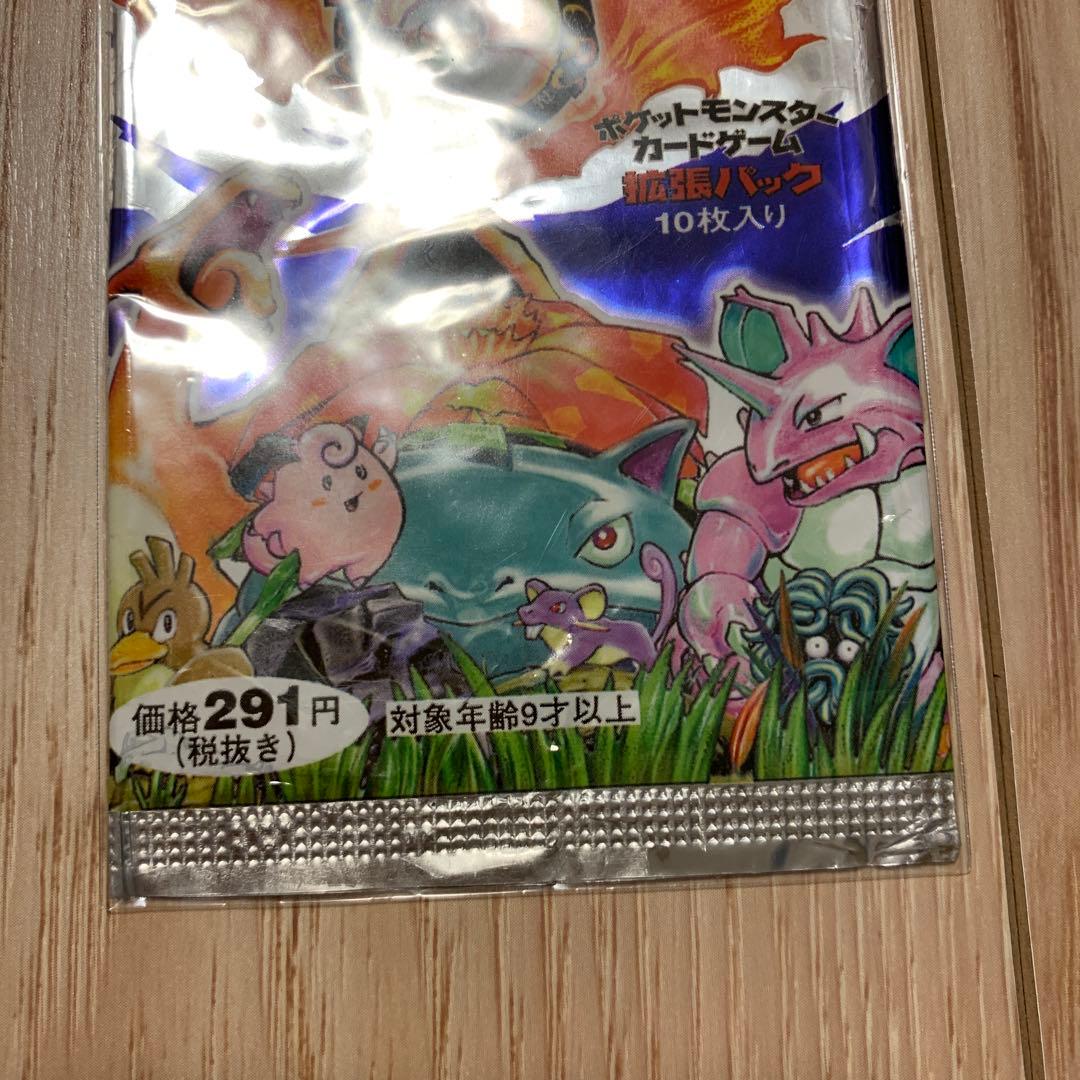 ポケットモンスター
カードゲーム
拡張パック
10枚入り
価格291円
(税抜き)
対象年齢9才以上